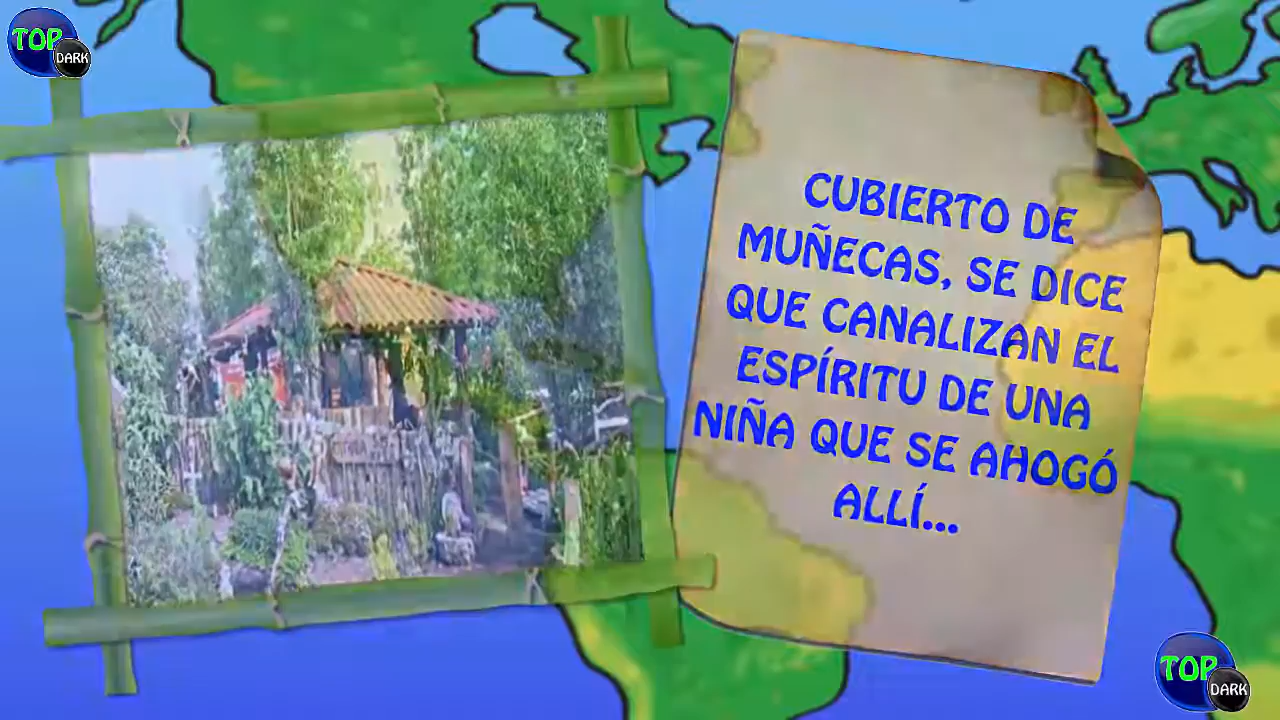 TOP
DARK
CUBIERTO DE
MUÑECAS, SE DICE
QUE CANALIZAN EL
ESPÍRITU DE UNA
NIÑA QUE SE AHOGÓ
ALLÍ...
TOP
DARK